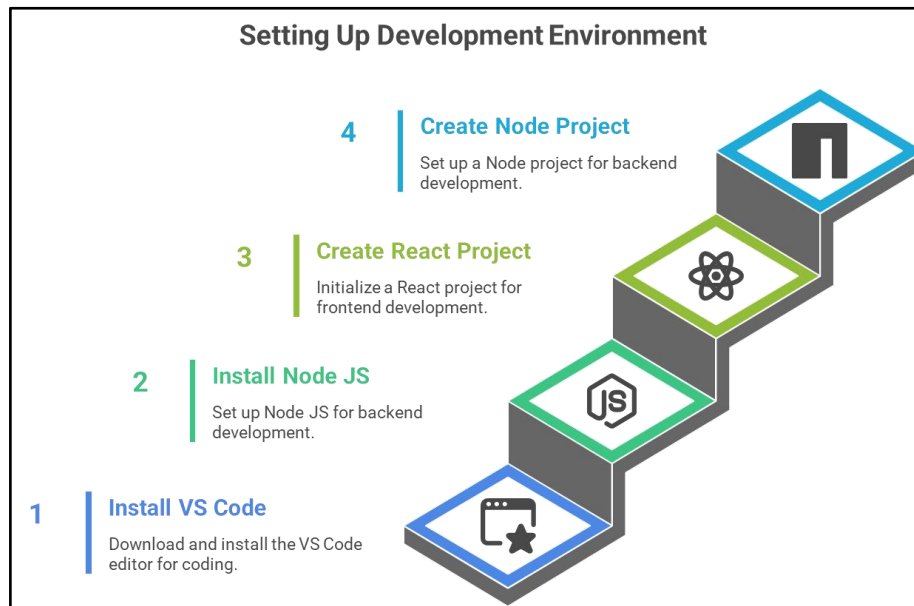 Setting Up Development Environment
4
Create Node Project
Set up a Node project for backend
development.
3
Create React Project
Initialize a React project for
frontend development.
2
Install Node JS
Set up Node JS for backend
development.
JS
1
Install VS Code
Download and install the VS Code
editor for coding.